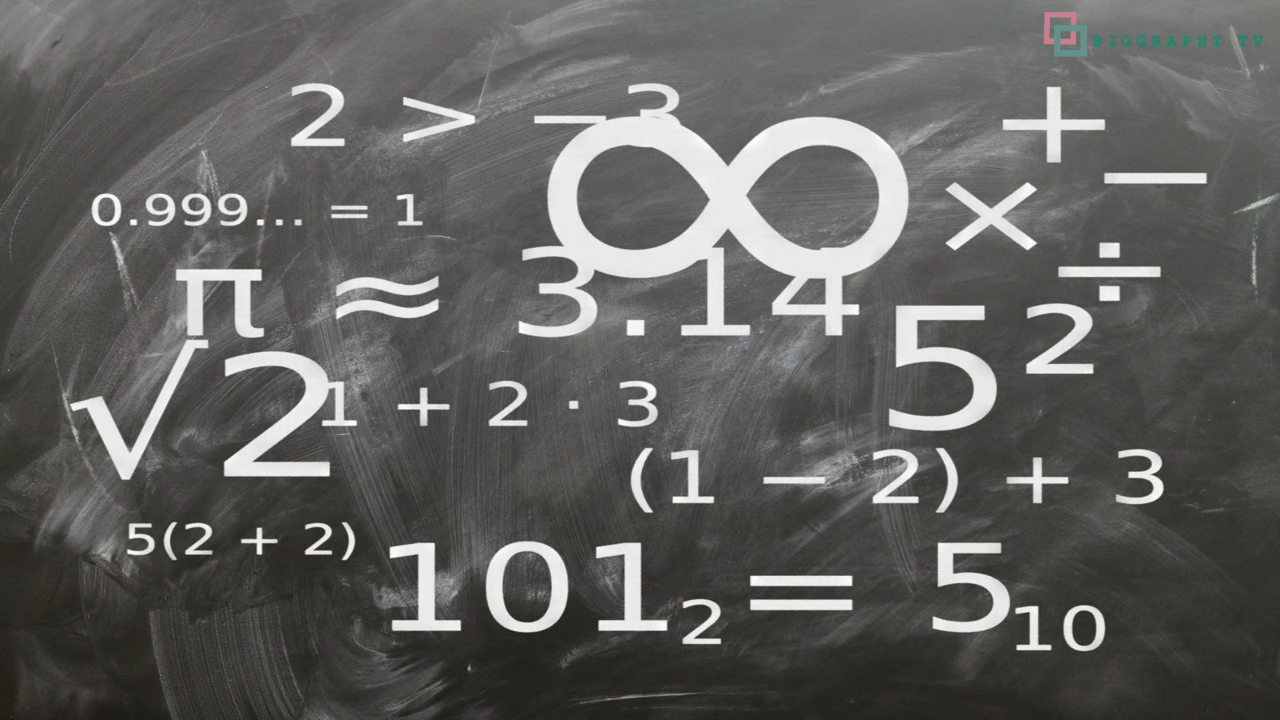 BIGGRAPHY TV
2 > −3
∞
+
−
×
÷
0.999... = 1
π ≈ 3.14
5²
√2
1 + 2 · 3
(1 − 2) + 3
5(2 + 2)
101₂ = 5₁₀